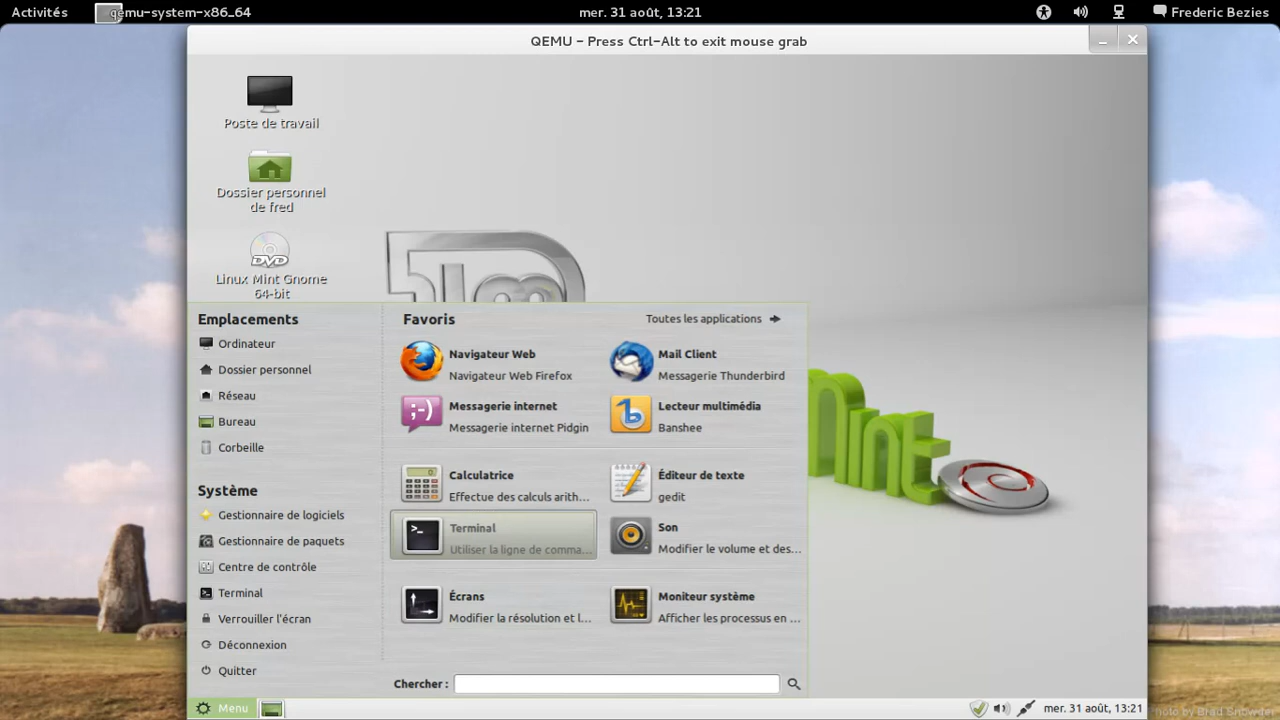 Activités
qemu-system-x86_64
mer. 31 août, 13:21
Frederic Bezies
QEMU - Press Ctrl-Alt to exit mouse grab
Poste de travail
Dossier personnel
de fred
DVD
Linux Mint Gnome
64-bit
mint
Emplacements
Ordinateur
Dossier personnel
Réseau
Bureau
Corbeille
Système
Gestionnaire de logiciels
Gestionnaire de paquets
Centre de contrôle
Terminal
Verrouiller l'écran
Déconnexion
Quitter
Favoris
Toutes les applications
Navigateur Web
Navigateur Web Firefox
Mail Client
Messagerie Thunderbird
Messagerie internet
Messagerie internet Pidgin
Lecteur multimédia
Banshee
Calculatrice
Effectue des calculs arith...
Éditeur de texte
gedit
Terminal
Utiliser la ligne de comma...
Son
Modifier le volume et des...
Écrans
Modifier la résolution et l...
Moniteur système
Afficher les processus en ...
Chercher :
Menu
mer. 31 août, 13:21
Photo by Brad Snowder